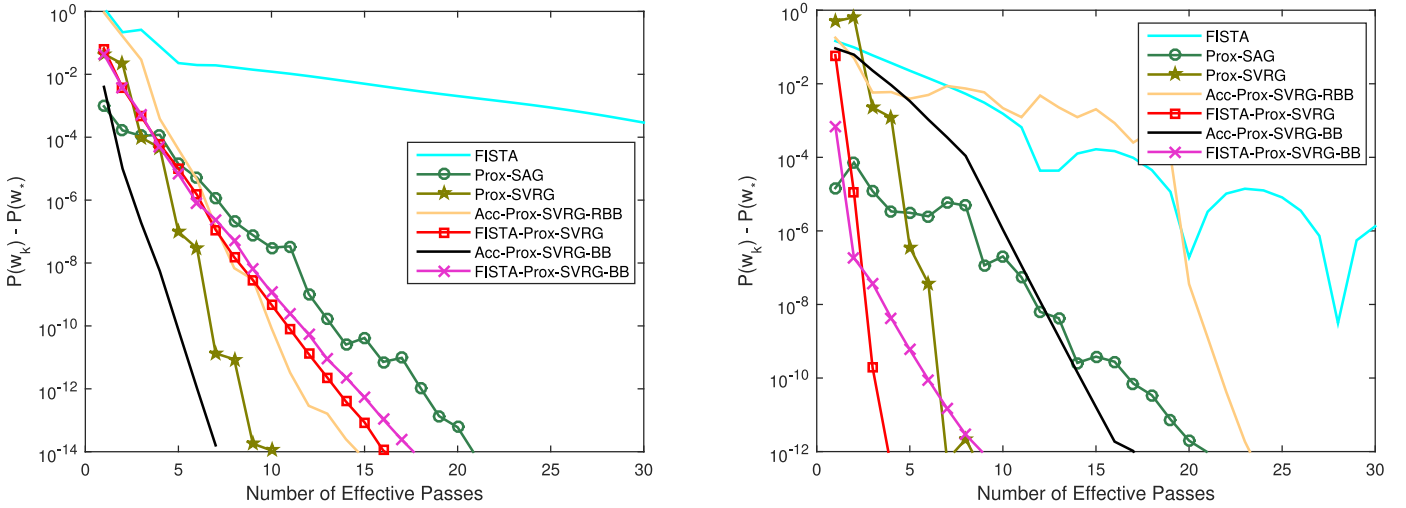 10^0
10^-2
10^-4
10^-6
10^-8
10^-10
10^-12
10^-14
P(w_k) - P(w_*)
0
5
10
15
20
25
30
Number of Effective Passes
FISTA
Prox-SAG
Prox-SVRG
Acc-Prox-SVRG-RBB
FISTA-Prox-SVRG
Acc-Prox-SVRG-BB
FISTA-Prox-SVRG-BB
10^0
10^-2
10^-4
10^-6
10^-8
10^-10
10^-12
P(w_k) - P(w_*)
0
5
10
15
20
25
30
Number of Effective Passes
FISTA
Prox-SAG
Prox-SVRG
Acc-Prox-SVRG-RBB
FISTA-Prox-SVRG
Acc-Prox-SVRG-BB
FISTA-Prox-SVRG-BB